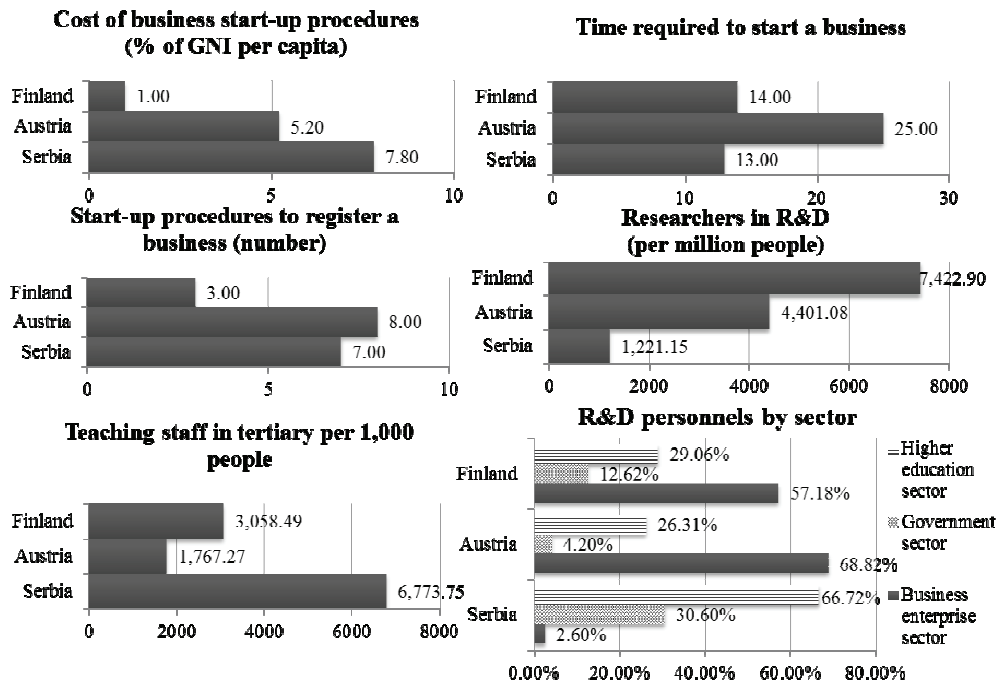 Cost of business start-up procedures
(% of GNI per capita)
Finland
1.00
Austria
5.20
Serbia
7.80
0 5 10
Time required to start a business
Finland
14.00
Austria
25.00
Serbia
13.00
0 10 20 30
Start-up procedures to register a
business (number)
Finland
3.00
Austria
8.00
Serbia
7.00
0 5 10
Researchers in R&D
(per million people)
Finland
7,422.90
Austria
4,401.08
Serbia
1,221.15
0 2000 4000 6000 8000
Teaching staff in tertiary per 1,000
people
Finland
3,058.49
Austria
1,767.27
Serbia
6,773.75
0 2000 4000 6000 8000
R&D personnels by sector
Finland
29.06%
12.62%
57.18%
Austria
26.31%
4.20%
68.82%
Serbia
66.72%
30.60%
2.60%
0.00% 20.00% 40.00% 60.00% 80.00%
Higher
education
sector
Government
sector
Business
enterprise
sector